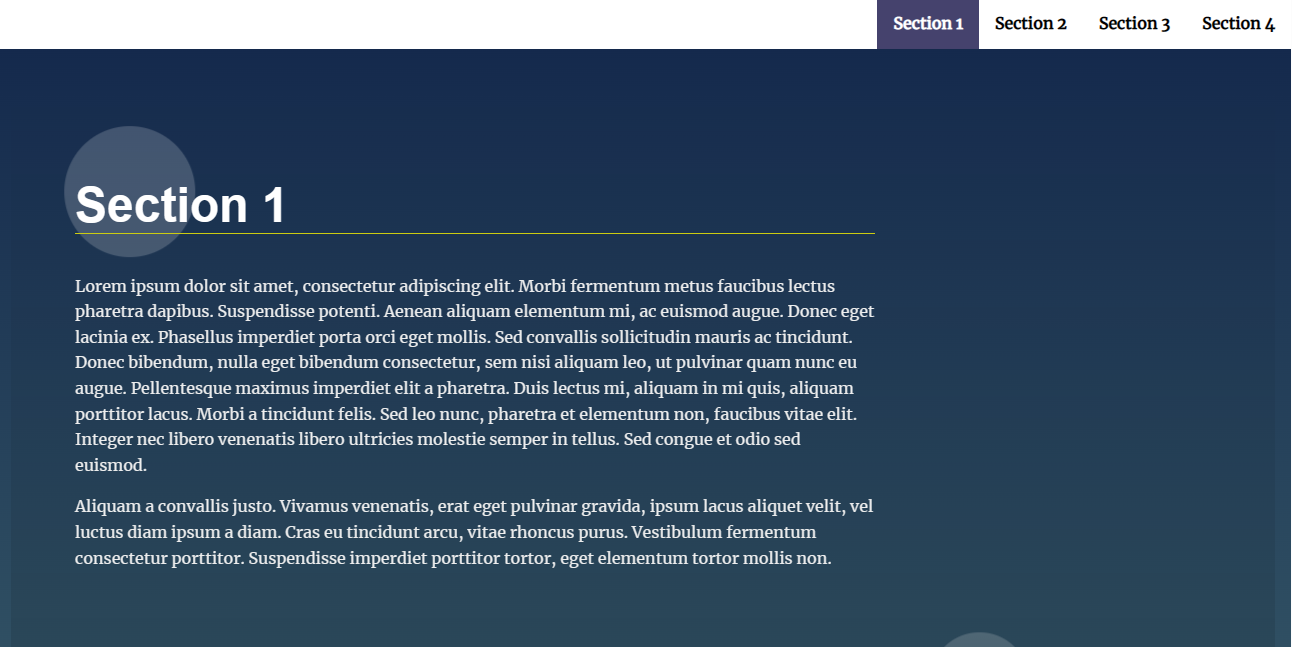 Section 1 Section 2 Section 3 Section 4
Section 1
Lorem ipsum dolor sit amet, consectetur adipiscing elit. Morbi fermentum metus faucibus lectus
pharetra dapibus. Suspendisse potenti. Aenean aliquam elementum mi, ac euismod augue. Donec eget
lacinia ex. Phasellus imperdiet porta orci eget mollis. Sed convallis sollicitudin mauris ac tincidunt.
Donec bibendum, nulla eget bibendum consectetur, sem nisi aliquam leo, ut pulvinar quam nunc eu
augue. Pellentesque maximus imperdiet elit a pharetra. Duis lectus mi, aliquam in mi quis, aliquam
porttitor lacus. Morbi a tincidunt felis. Sed leo nunc, pharetra et elementum non, faucibus vitae elit.
Integer nec libero venenatis libero ultricies molestie semper in tellus. Sed congue et odio sed
euismod.
Aliquam a convallis justo. Vivamus venenatis, erat eget pulvinar gravida, ipsum lacus aliquet velit, vel
luctus diam ipsum a diam. Cras eu tincidunt arcu, vitae rhoncus purus. Vestibulum fermentum
consectetur porttitor. Suspendisse imperdiet porttitor tortor, eget elementum tortor mollis non.